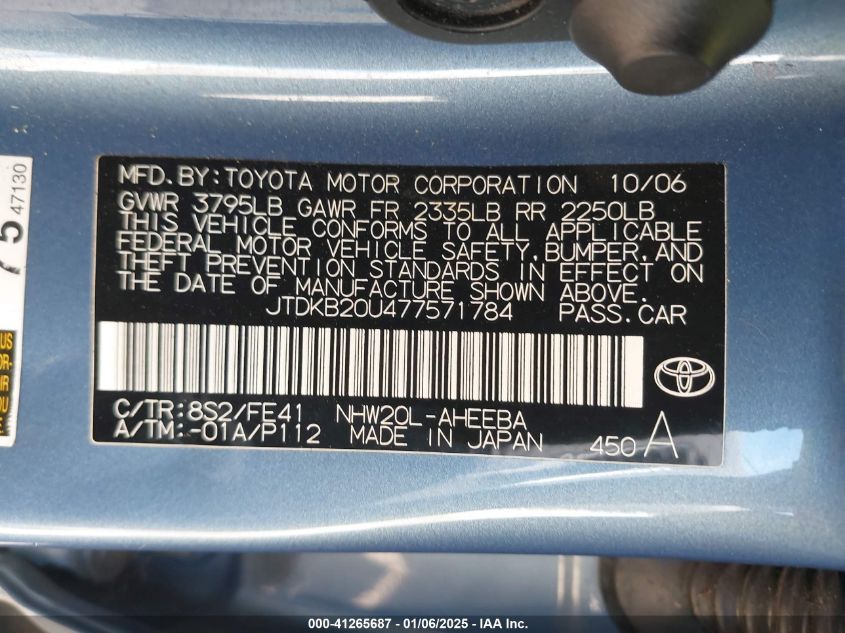 MFD.BY:TOYOTA MOTOR CORPORATION 10/06
GVWR 3795LB GAWR FR 2335LB RR 2250LB
THIS VEHICLE CONFORMS TO ALL APPLICABLE
FEDERAL MOTOR VEHICLE SAFETY,BUMPER,AND
THEFT PREVENTION STANDARDS IN EFFECT ON
THE DATE OF MANUFACTURE SHOWN ABOVE.
JTDKB20U477571784 PASS.CAR
C/TR:8S2/FE41 NHW20L-AHEEBA
A/TM:-01A/P112 MADE IN JAPAN 450 A
47130
000-41265687 - 01/06/2025 - IAA Inc.